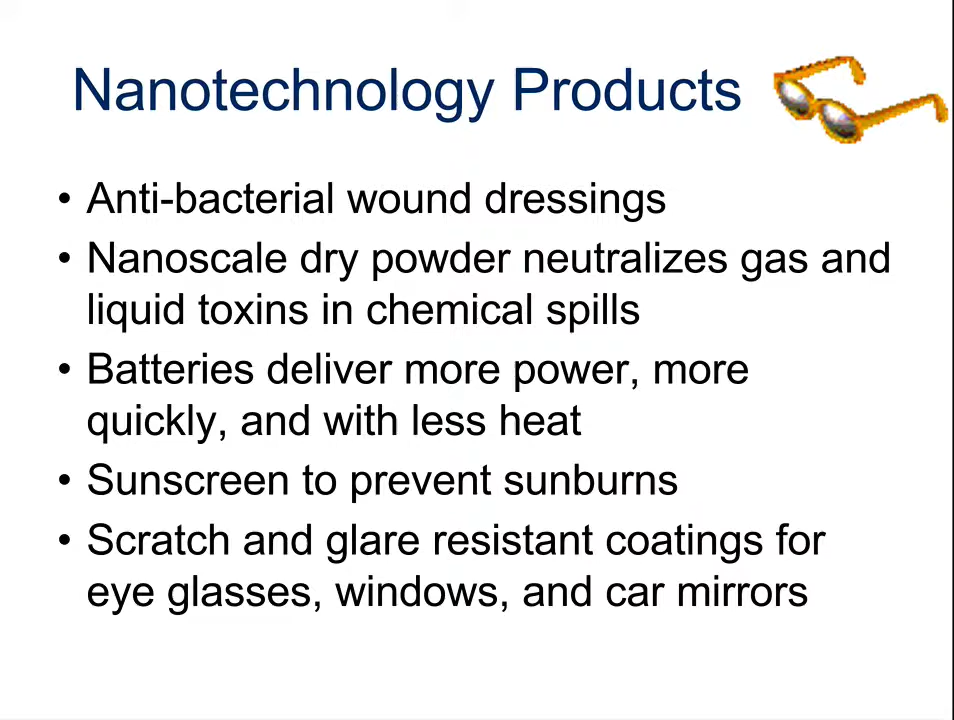 Nanotechnology Products
• Anti-bacterial wound dressings
• Nanoscale dry powder neutralizes gas and
liquid toxins in chemical spills
• Batteries deliver more power, more
quickly, and with less heat
• Sunscreen to prevent sunburns
• Scratch and glare resistant coatings for
eye glasses, windows, and car mirrors